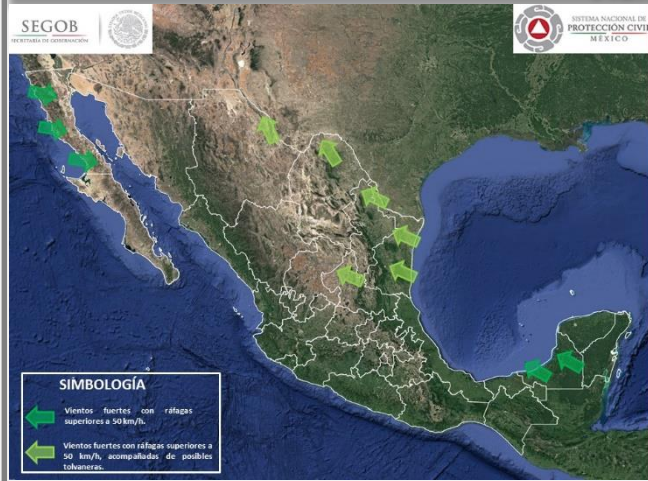 SEGOB
SECRETARÍA DE GOBERNACIÓN
SISTEMA NACIONAL DE
PROTECCIÓN CIVIL
MÉXICO
SIMBOLOGÍA
Vientos fuertes con ráfagas
superiores a 50 km/h.
Vientos fuertes con ráfagas superiores a
50 km/h, acompañadas de posibles
tolvaneras.